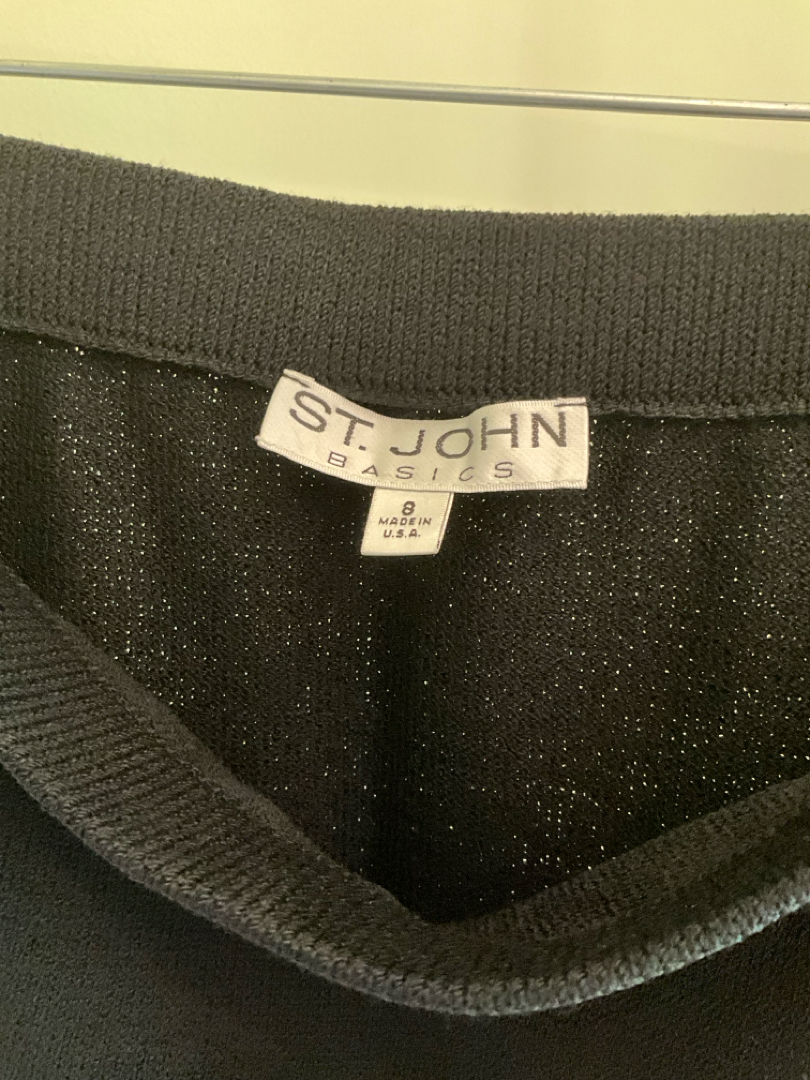 ST. JOHN
BASICS
8
MADE IN
U.S.A.